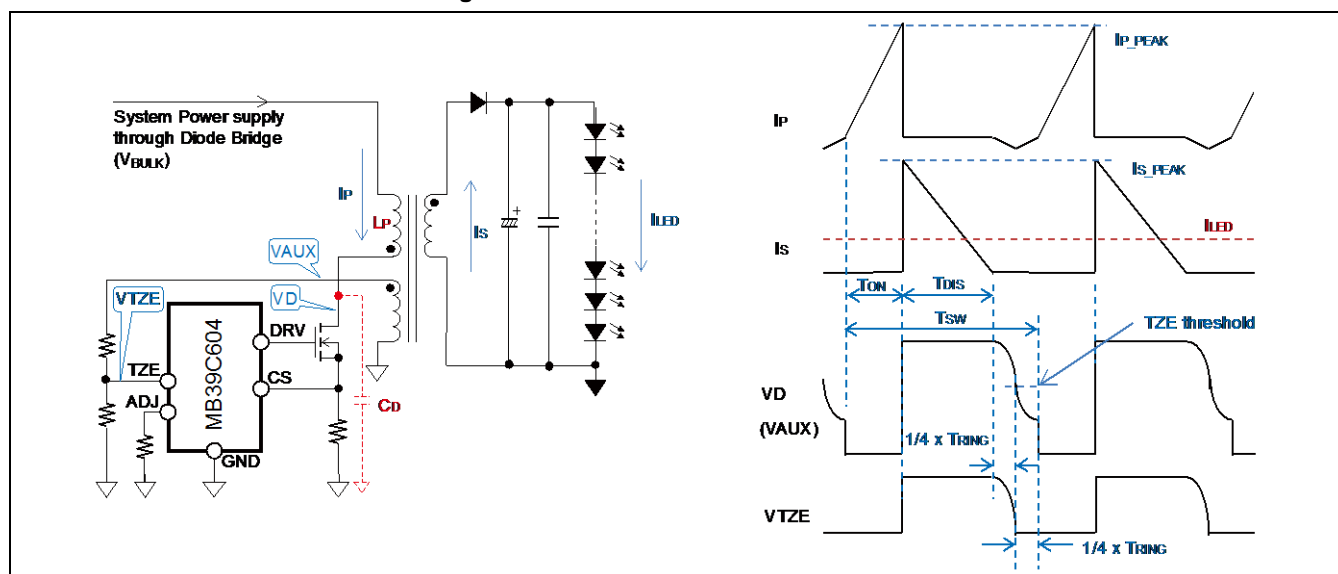 System Power supply
through Diode Bridge
(VBULK)
IP
LP
IS
ILED
VAUX
VTZE
VD
DRV
TZE
MB39C604
CS
ADJ
CD
GND
+
IP_PEAK
IP
IS_PEAK
ILED
IS
TON
TDIS
TSW
TZE threshold
VD
(VAUX)
1/4 x TRING
VTZE
1/4 x TRING